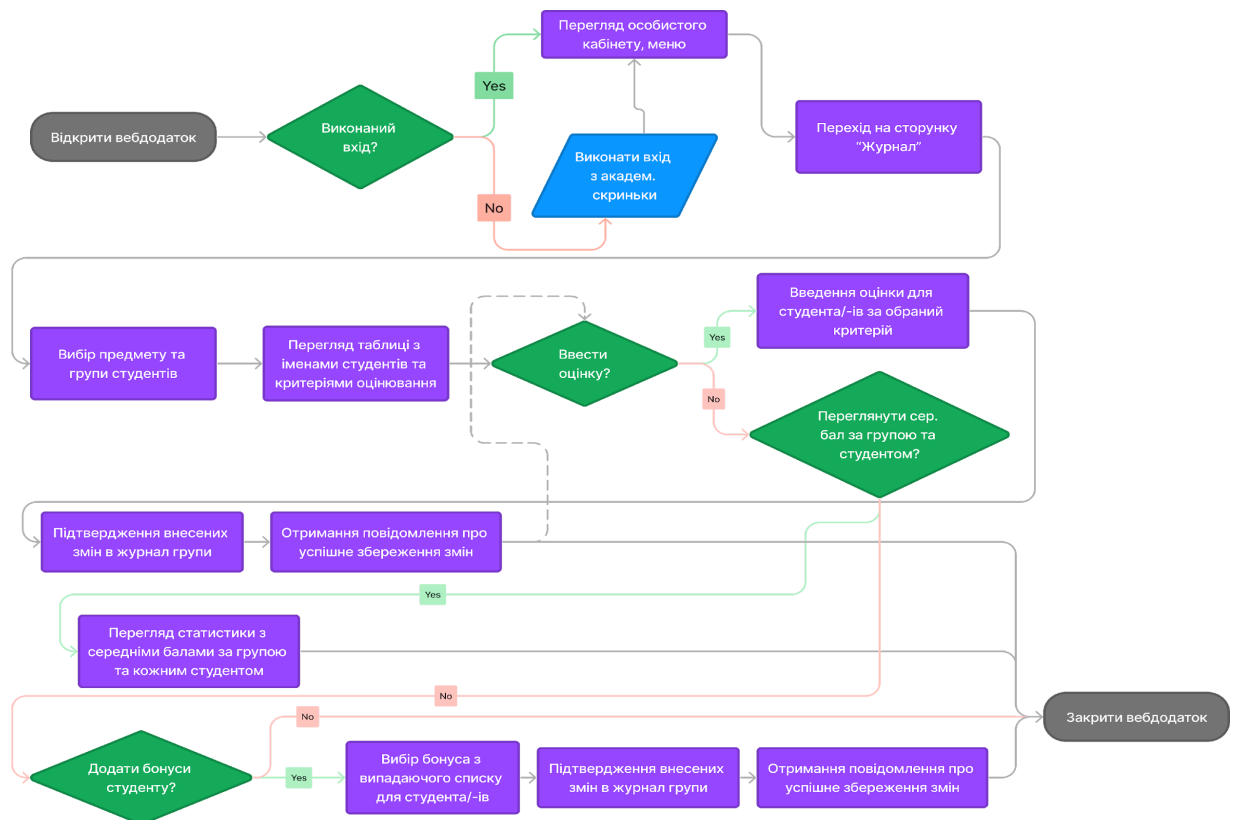 Перегляд особистого
кабінету, меню
Yes
Відкрити вебдодаток
Виконаний
вхід?
Перехід на сторунку
“Журнал”
Виконати вхід
з академ.
скриньки
No
Введення оцінки для
студента/-ів за обраний
критерій
Yes
Вибір предмету та
групи студентів
Перегляд таблиці з
іменами студентів та
критеріями оцінювання
Ввести
оцінку?
No
Переглянути сер.
бал за групою та
студентом?
Підтвердження внесених
змін в журнал групи
Отримання повідомлення про
успішне збереження змін
Yes
Перегляд статистики з
середніми балами за групою
та кожним студентом
No
No
Закрити вебдодаток
Додати бонуси
студенту?
Yes
Вибір бонуса з
випадаючого списку
для студента/-ів
Підтвердження внесених
змін в журнал групи
Отримання повідомлення про
успішне збереження змін